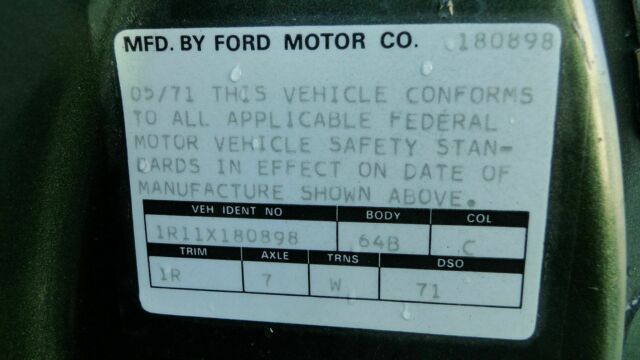 MFD. BY FORD MOTOR CO. 180898
05/71 THIS VEHICLE CONFORMS
TO ALL APPLICABLE FEDERAL
MOTOR VEHICLE SAFETY STAN-
DARDS IN EFFECT ON DATE OF
MANUFACTURE SHOWN ABOVE.
VEH IDENT NO BODY COL
1R11X180898 64B C
TRIM AXLE TRNS DSO
1R 7 W 71